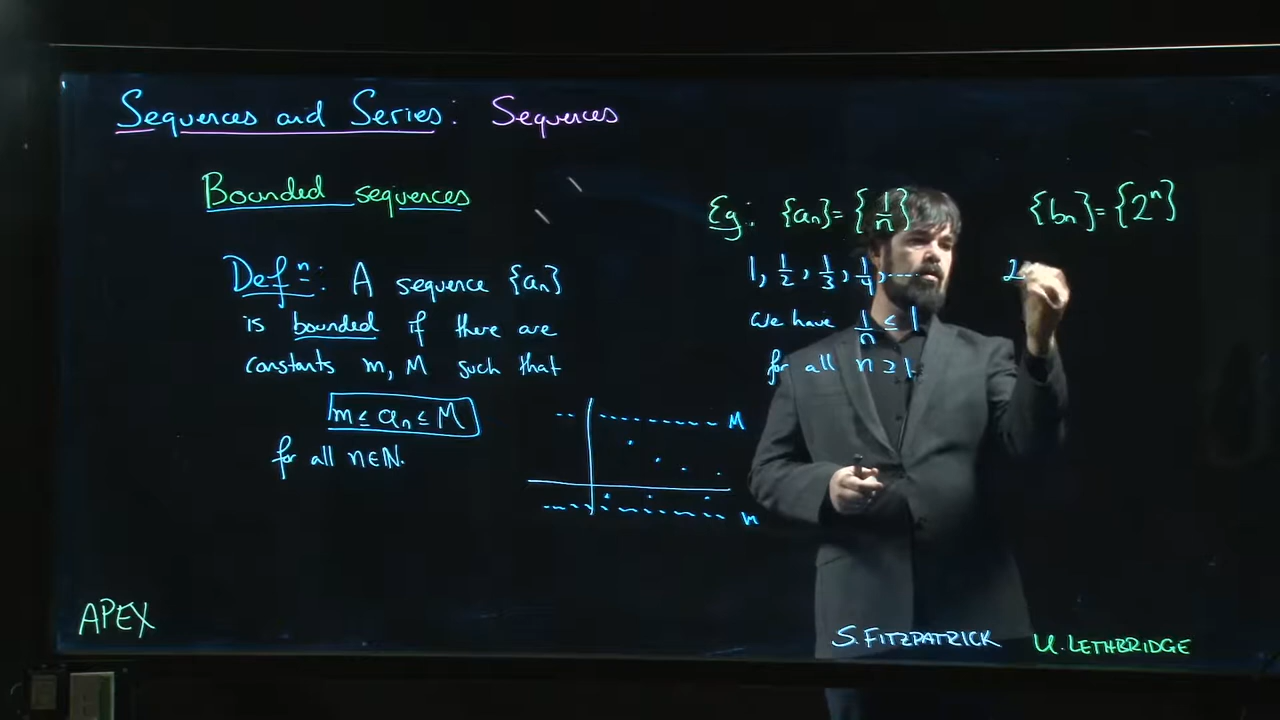 Sequences and Series: Sequences
Bounded sequences
Defⁿ: A sequence {aₙ}
is bounded if there are
constants m, M such that
m ≤ aₙ ≤ M
for all n∈ℕ.
M
m
Eg: {aₙ} = {1/n}
1, 1/2, 1/3, 1/4, ....
We have 1/n ≤ 1
for all n ≥ 1.
{bₙ} = {2ⁿ}
2
APEX
S. FITZPATRICK
U. LETHBRIDGE